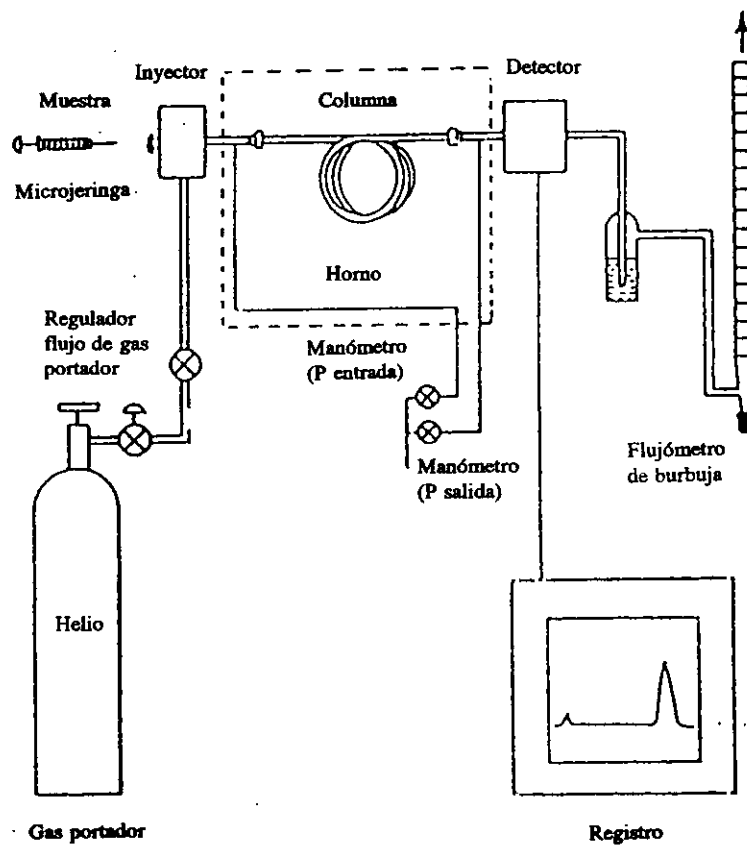 Inyector
Detector
Muestra
Columna
Microjeringa
Horno
Regulador
flujo de gas
portador
Manómetro
(P entrada)
Manómetro
(P salida)
Flujómetro
de burbuja
Helio
Gas portador
Registro